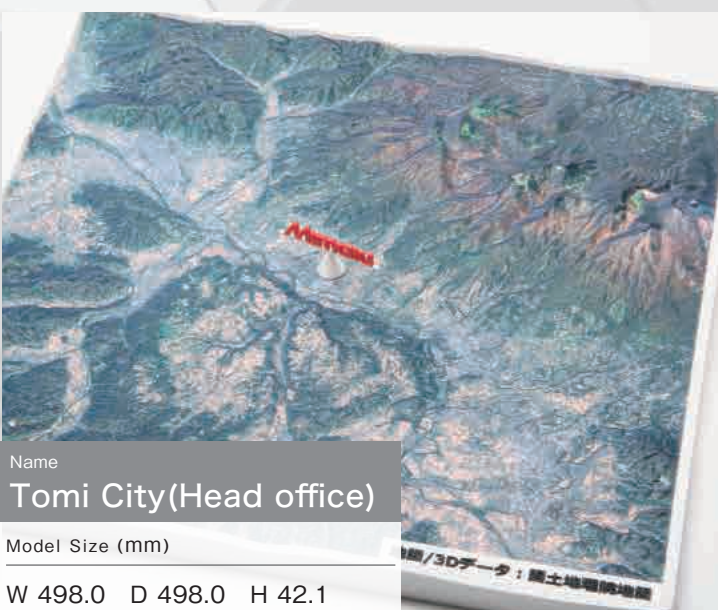 Mimaki
Name
Tomi City(Head office)
Model Size (mm)
W 498.0 D 498.0 H 42.1
/3Dデータ：国土地理院地図